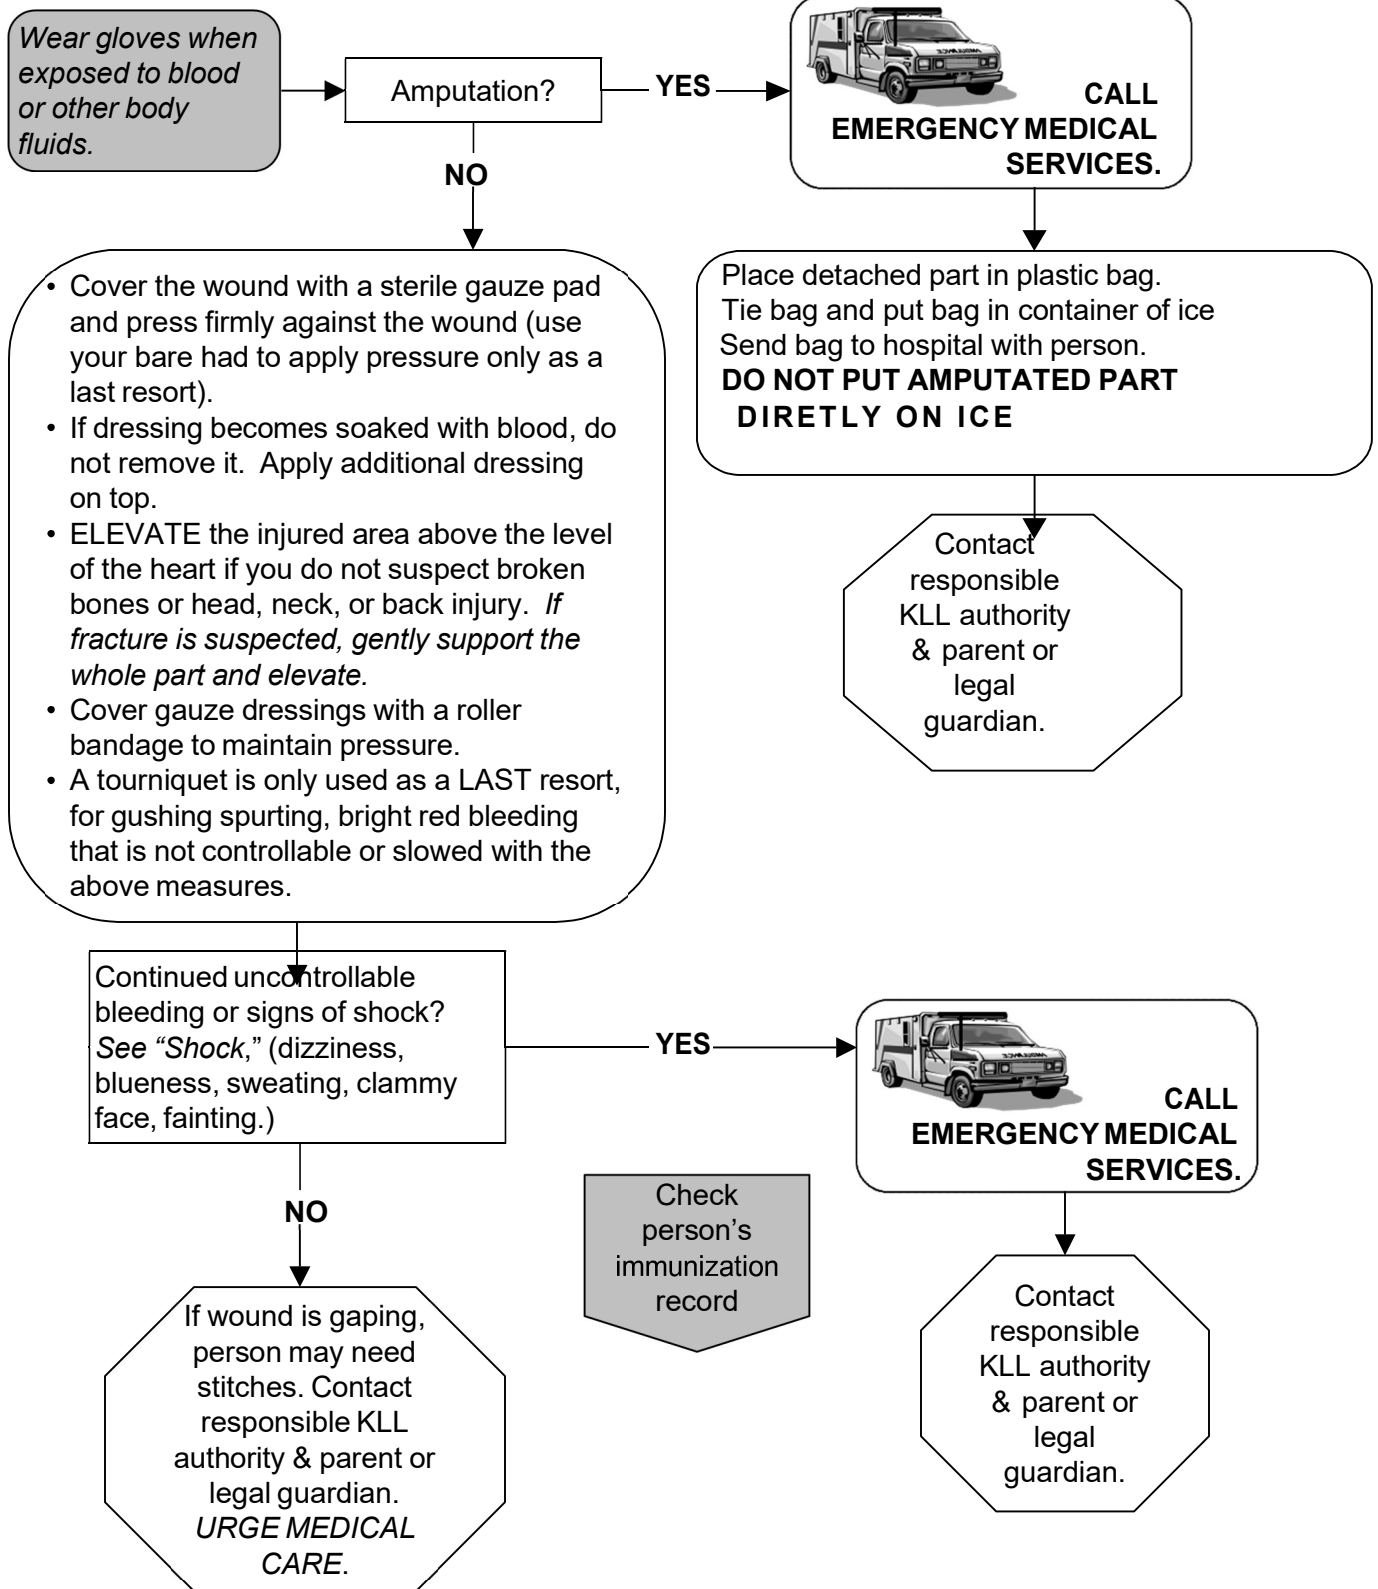 Wear gloves when
exposed to blood
or other body
fluids.
Amputation?
YES
CALL
EMERGENCY MEDICAL
SERVICES.
NO
Place detached part in plastic bag.
Tie bag and put bag in container of ice
Send bag to hospital with person.
DO NOT PUT AMPUTATED PART
DIRETLY ON ICE
• Cover the wound with a sterile gauze pad
and press firmly against the wound (use
your bare had to apply pressure only as a
last resort).
• If dressing becomes soaked with blood, do
not remove it. Apply additional dressing
on top.
• ELEVATE the injured area above the level
of the heart if you do not suspect broken
bones or head, neck, or back injury. If
fracture is suspected, gently support the
whole part and elevate.
• Cover gauze dressings with a roller
bandage to maintain pressure.
• A tourniquet is only used as a LAST resort,
for gushing spurting, bright red bleeding
that is not controllable or slowed with the
above measures.
Contact
responsible
KLL authority
& parent or
legal
guardian.
Continued uncontrollable
bleeding or signs of shock?
See “Shock,” (dizziness,
blueness, sweating, clammy
face, fainting.)
YES
AMBULANCE
CALL
EMERGENCY MEDICAL
SERVICES.
NO
Check
person’s
immunization
record
If wound is gaping,
person may need
stitches. Contact
responsible KLL
authority & parent or
legal guardian.
URGE MEDICAL
CARE.
Contact
responsible
KLL authority
& parent or
legal
guardian.